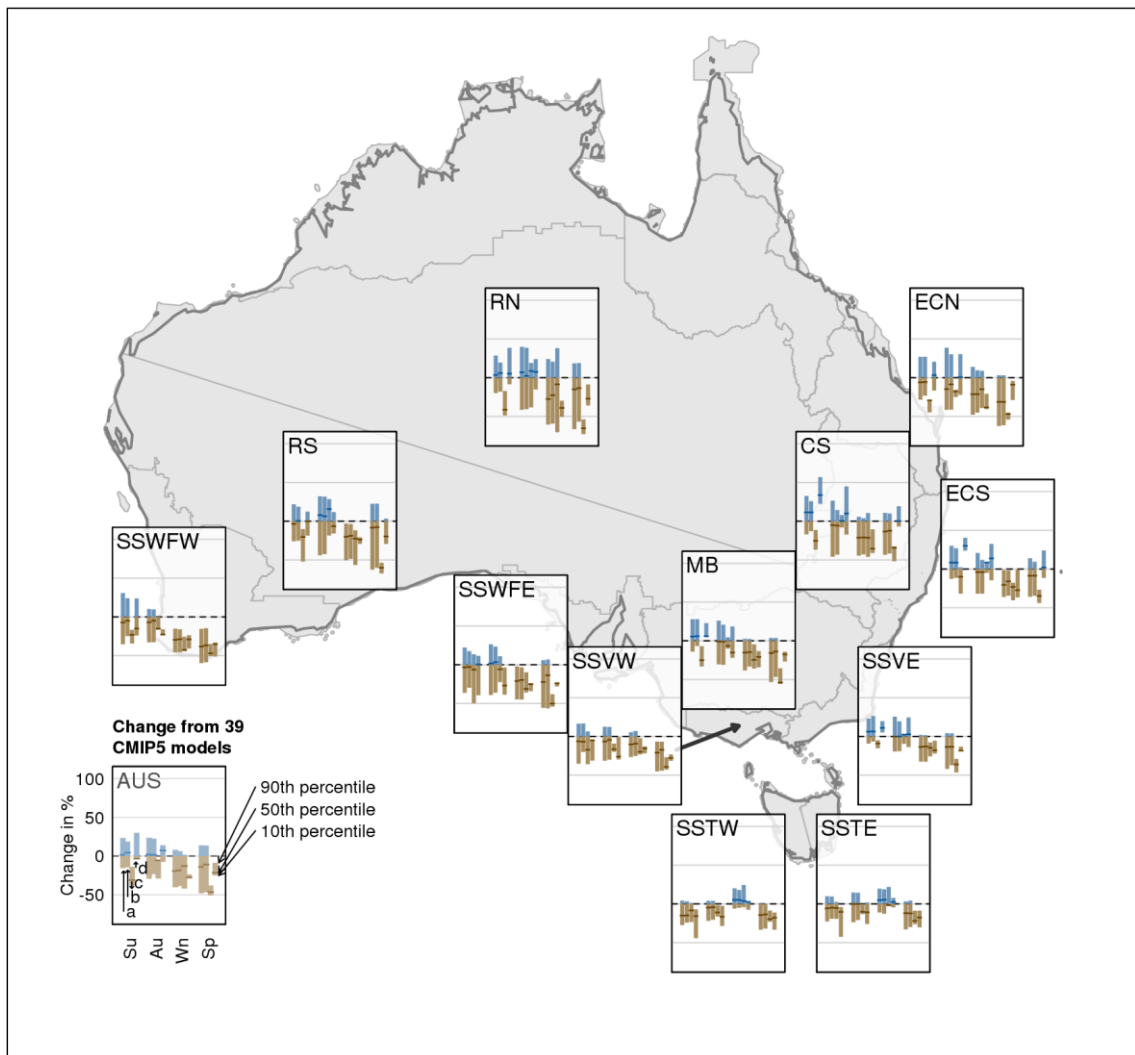 RN
ECN
RS
CS
ECS
SSWFW
MB
SSWFE
SSVW
SSVE
Change from 39
CMIP5 models
AUS
100
50
0
-50
Change in %
90th percentile
50th percentile
10th percentile
d
c
b
a
Su
Au
Wn
Sp
SSTW
SSTE